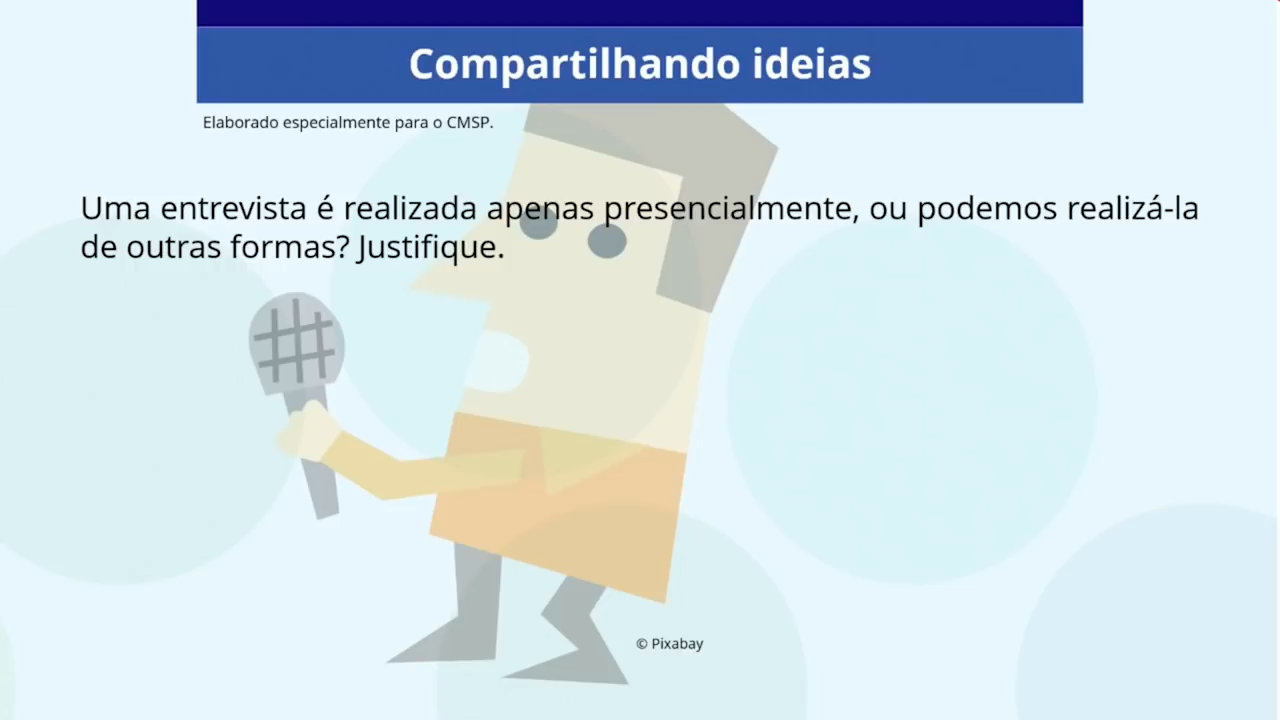 Compartilhando ideias
Elaborado especialmente para o CMSP.
Uma entrevista é realizada apenas presencialmente, ou podemos realizá-la
de outras formas? Justifique.
© Pixabay